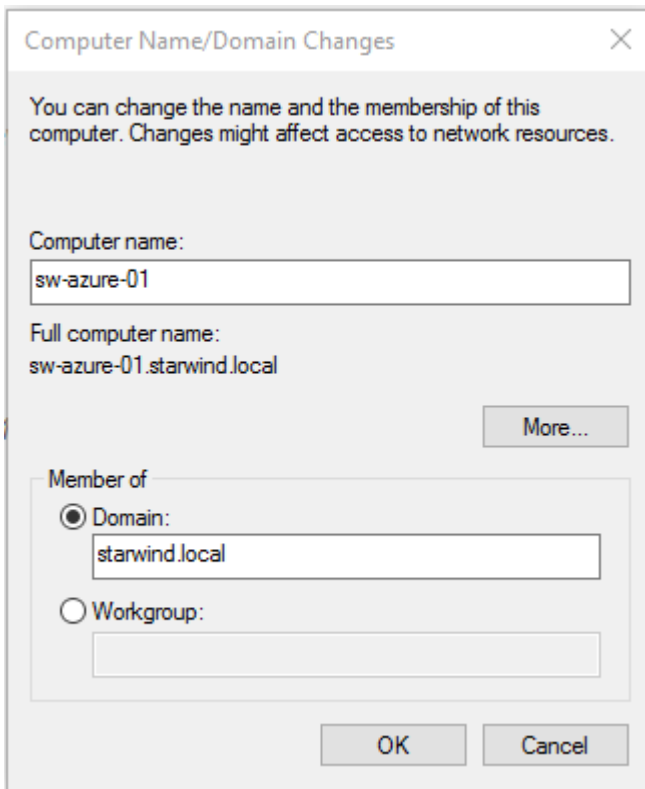 Computer Name/Domain Changes
You can change the name and the membership of this
computer. Changes might affect access to network resources.
Computer name:
sw-azure-01
Full computer name:
sw-azure-01.starwind.local
More...
Member of
Domain:
starwind.local
Workgroup:
OK
Cancel